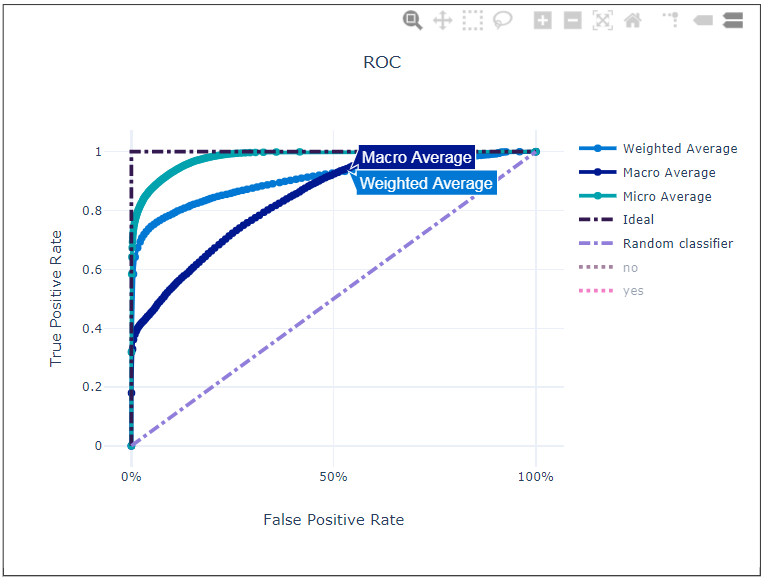 ROC
Macro Average
Weighted Average
True Positive Rate
1
0.8
0.6
0.4
0.2
0
0%
50%
100%
False Positive Rate
Weighted Average
Macro Average
Micro Average
Ideal
Random classifier
no
yes